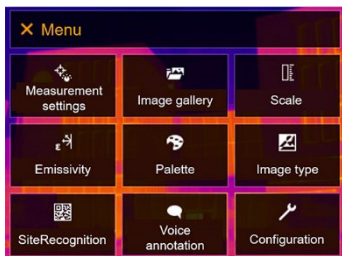 Menu
Measurement
settings
Image gallery
Scale
ε
Emissivity
Palette
Image type
SiteRecognition
Voice
annotation
Configuration